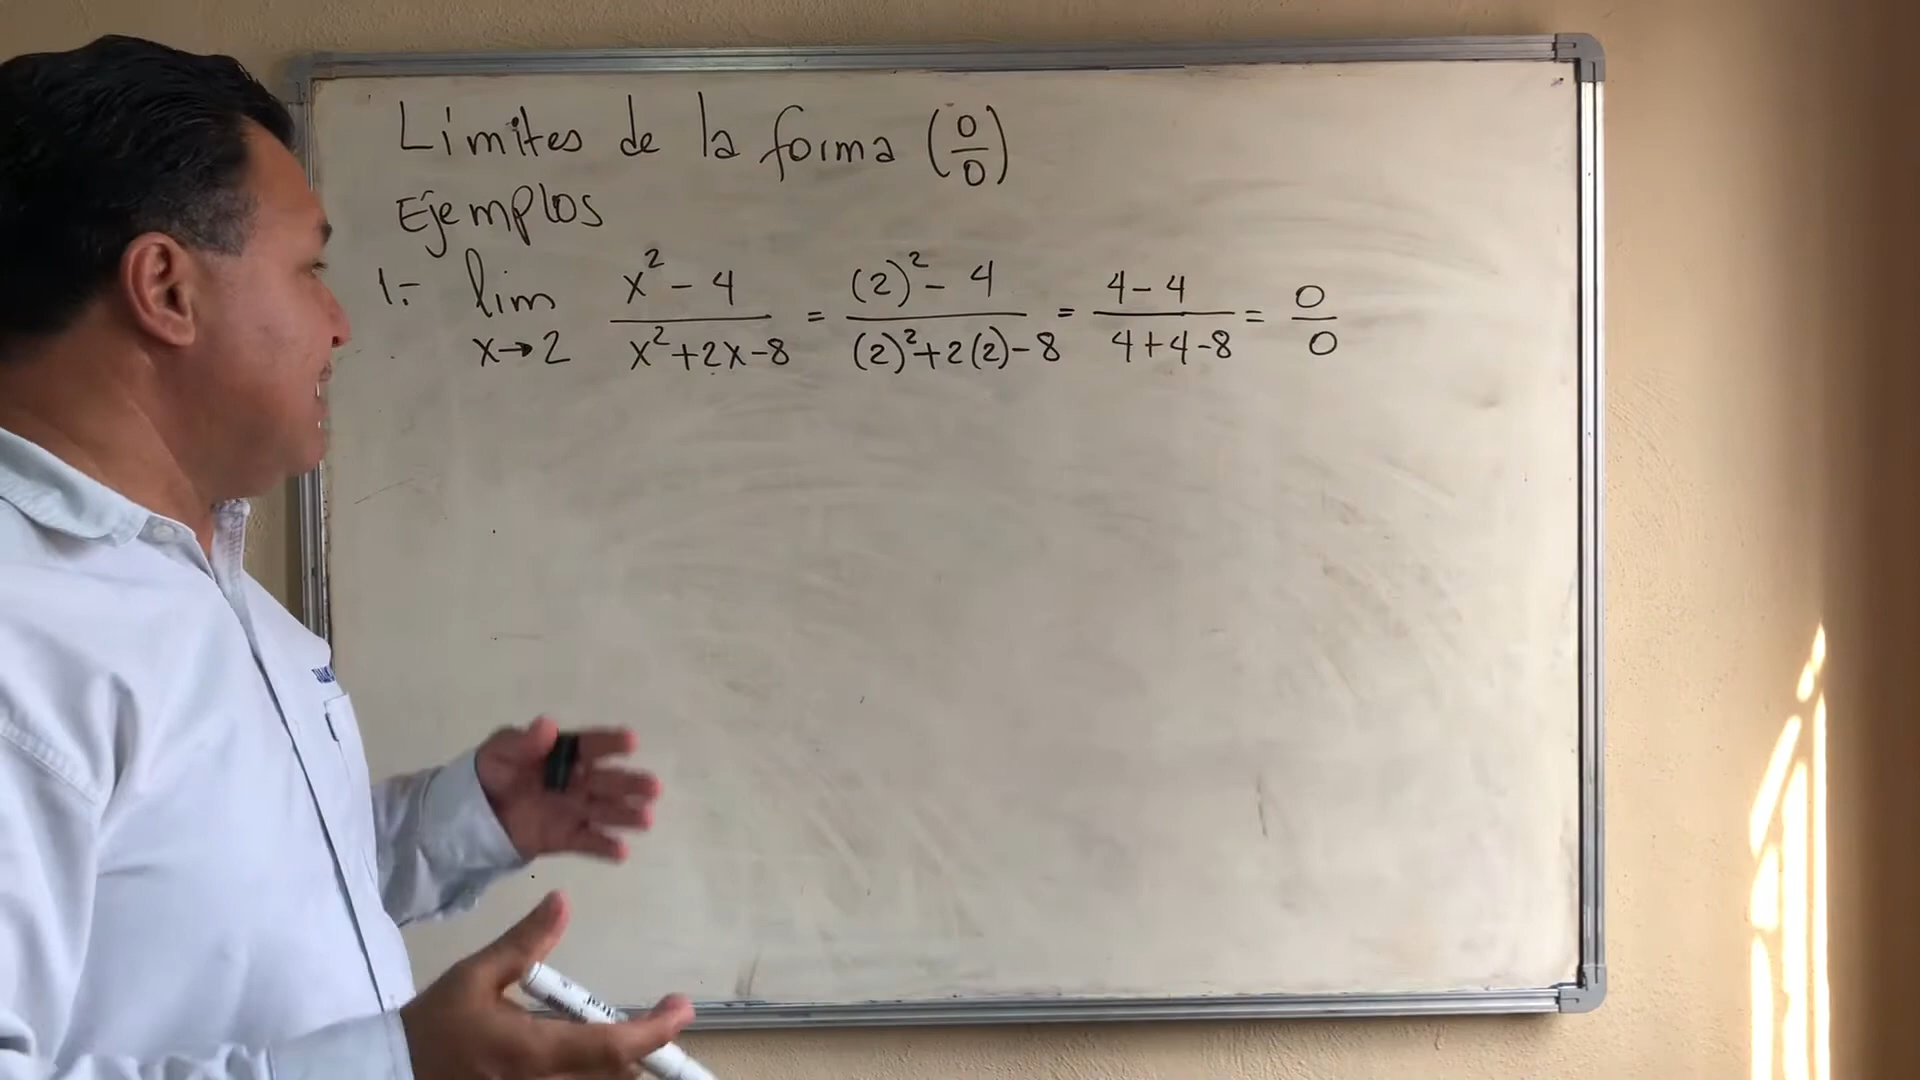 Límites de la forma (0/0)
Ejemplos
1.- lim x→2 (x² - 4)/(x² + 2x - 8) = ((2)² - 4)/((2)² + 2(2) - 8) = (4 - 4)/(4 + 4 - 8) = 0/0